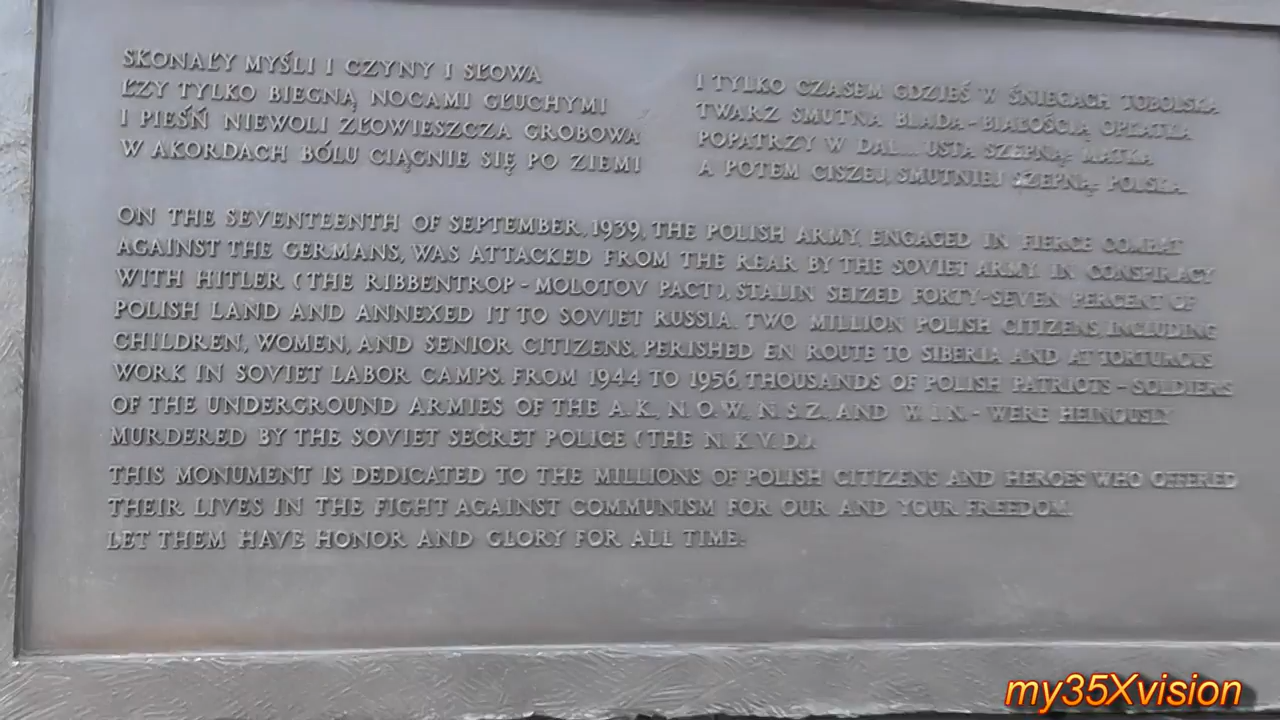 SKONAŁY MYŚLI I CZYNY I SŁOWA
ŁZY TYLKO BIEGNĄ NOCAMI GŁUCHYMI
I PIEŚŃ NIEWOLI ZŁOWIESZCZA GROBOWA
W AKORDACH BÓLU CIĄGNIE SIĘ PO ZIEMI
I TYLKO CZASEM GDZIEŚ W ŚNIEGACH TOBOLSKA
TWARZ SMUTNA BLADA-BIAŁOŚCIĄ OPŁATKA
POPATRZY W DAL... USTA SZEPNĄ: MATKA
A POTEM CISZEJ, SMUTNIEJ SZEPNĄ: POLSKA.
ON THE SEVENTEENTH OF SEPTEMBER, 1939, THE POLISH ARMY, ENGAGED IN FIERCE COMBAT
AGAINST THE GERMANS, WAS ATTACKED FROM THE REAR BY THE SOVIET ARMY. IN CONSPIRACY
WITH HITLER (THE RIBBENTROP-MOLOTOV PACT), STALIN SEIZED FORTY-SEVEN PERCENT OF
POLISH LAND AND ANNEXED IT TO SOVIET RUSSIA. TWO MILLION POLISH CITIZENS, INCLUDING
CHILDREN, WOMEN, AND SENIOR CITIZENS, PERISHED EN ROUTE TO SIBERIA AND AT TORTUROUS
WORK IN SOVIET LABOR CAMPS. FROM 1944 TO 1956, THOUSANDS OF POLISH PATRIOTS - SOLDIERS
OF THE UNDERGROUND ARMIES OF THE A.K., N.O.W., N.S.Z., AND W.I.N. - WERE HEINOUSLY
MURDERED BY THE SOVIET SECRET POLICE (THE N.K.V.D.).
THIS MONUMENT IS DEDICATED TO THE MILLIONS OF POLISH CITIZENS AND HEROES WHO OFFERED
THEIR LIVES IN THE FIGHT AGAINST COMMUNISM FOR OUR AND YOUR FREEDOM.
LET THEM HAVE HONOR AND GLORY FOR ALL TIME.
my35Xvision